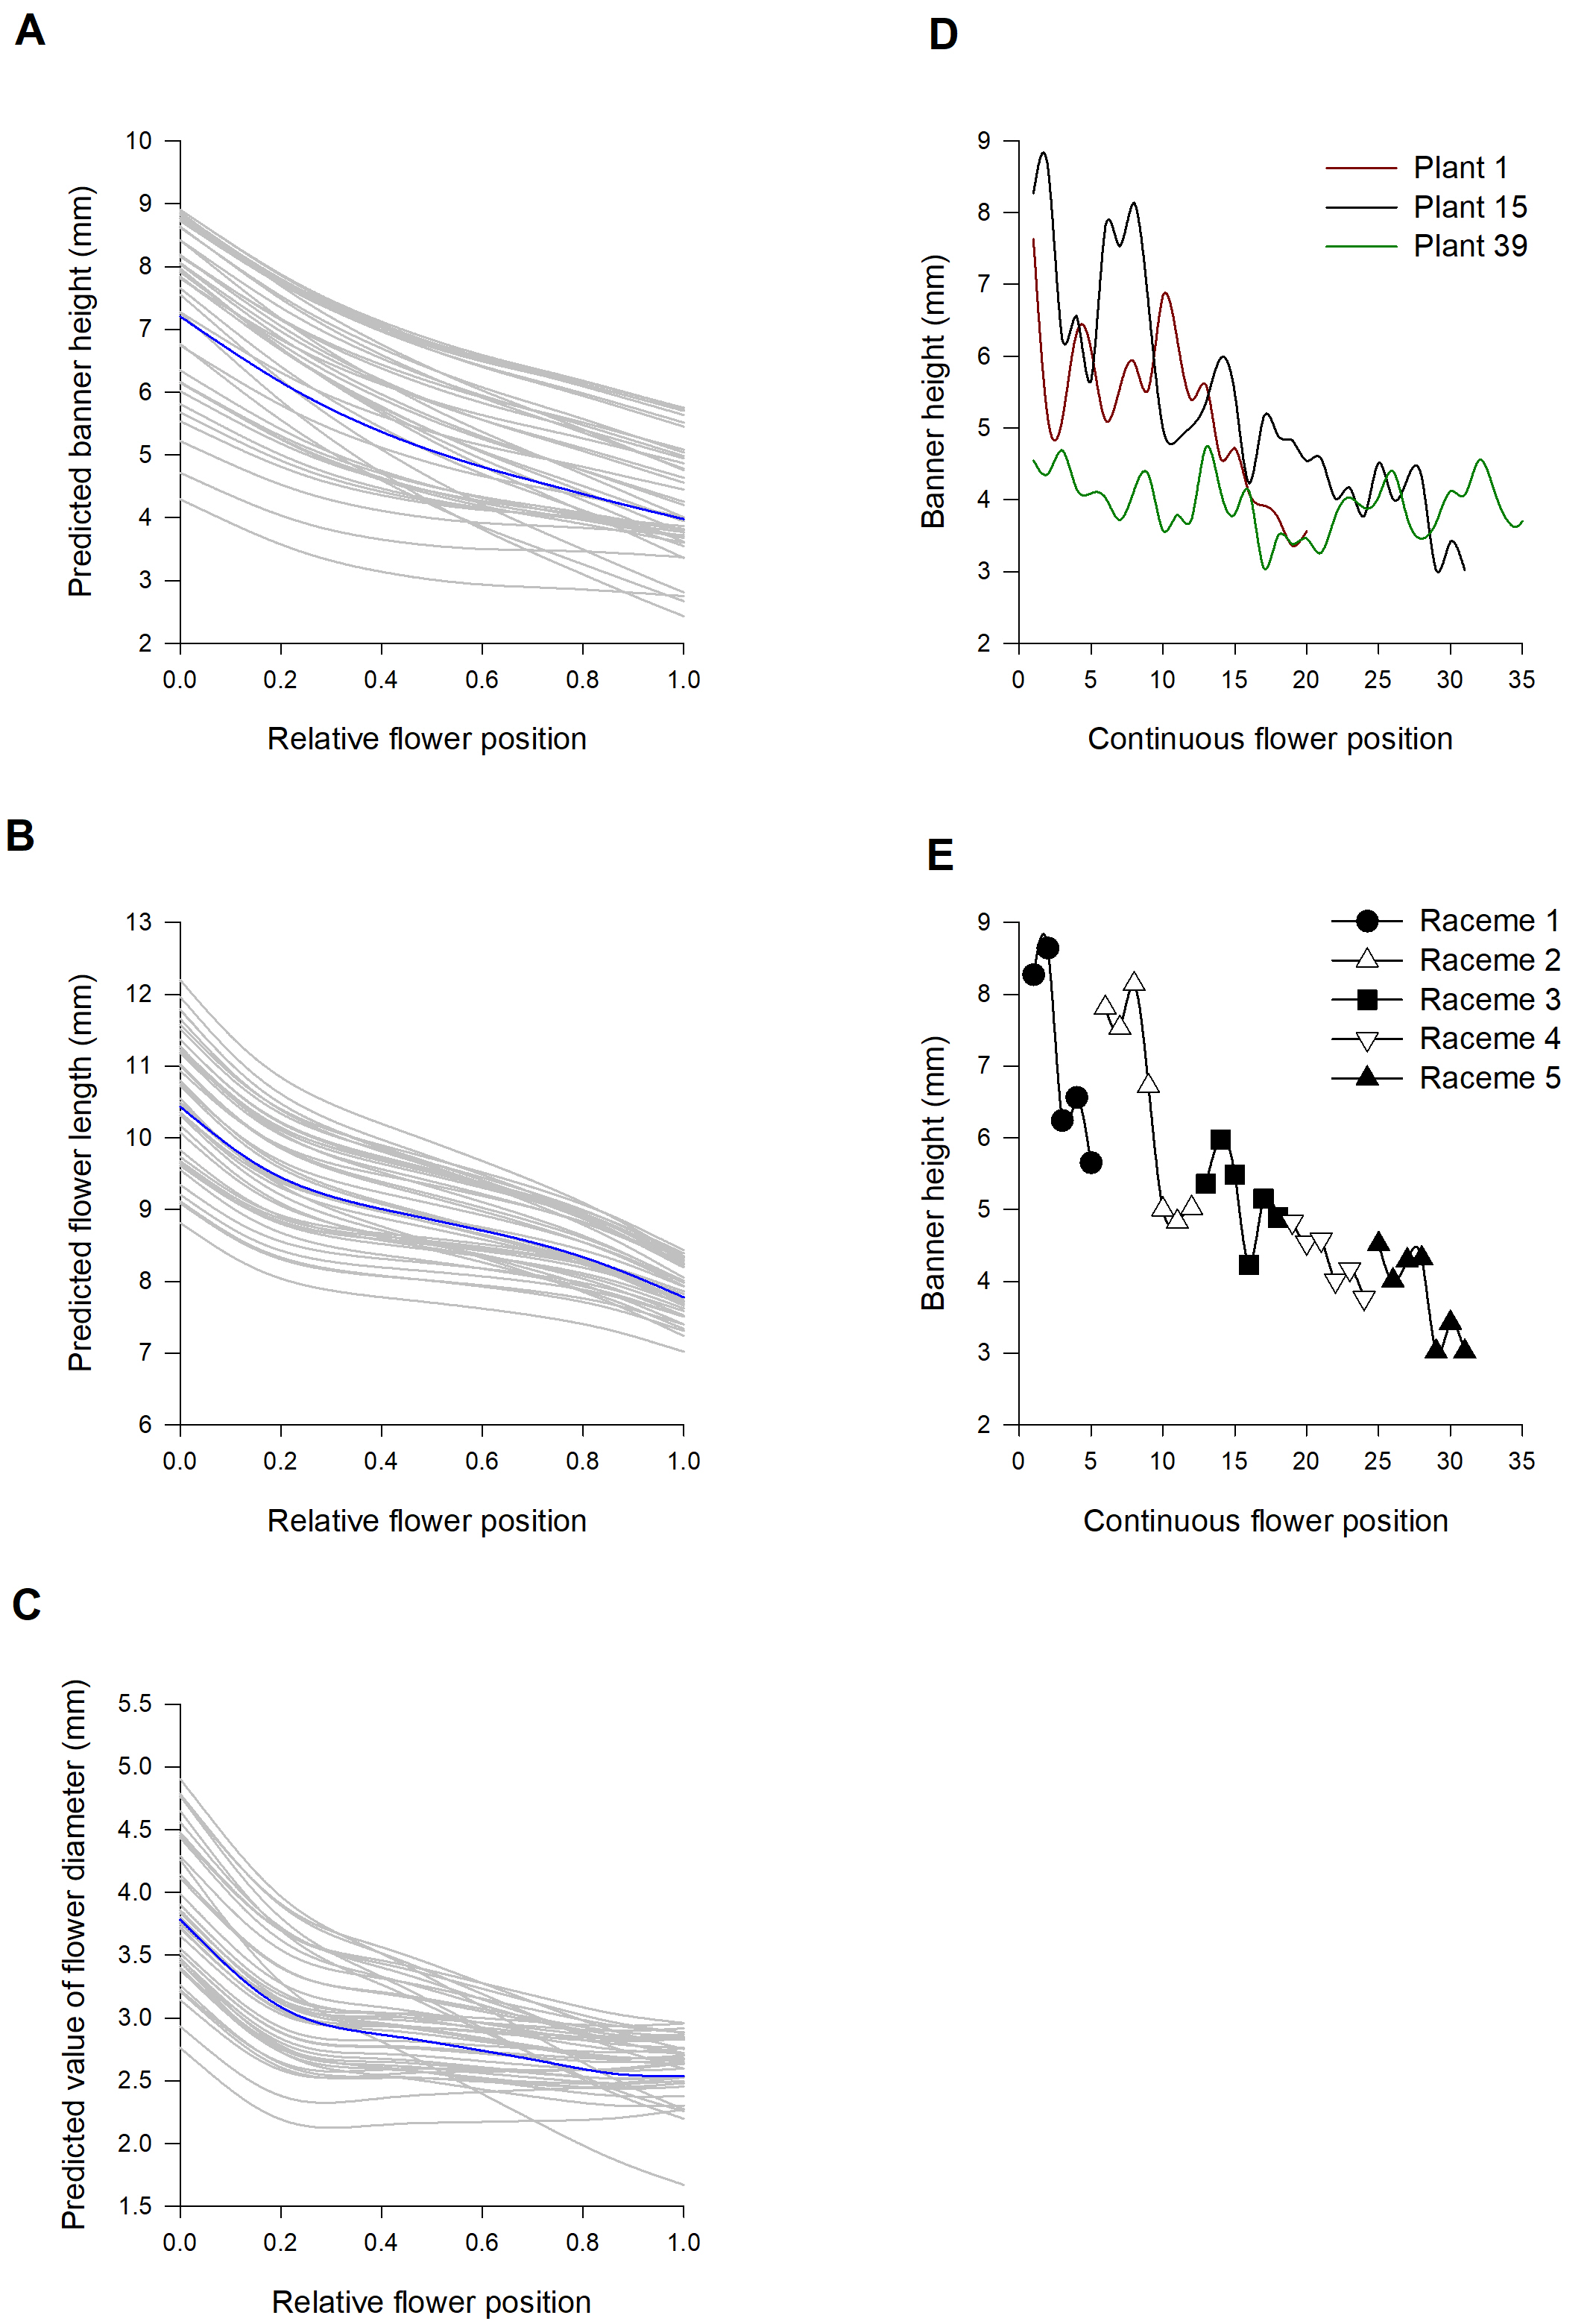 A
Predicted banner height (mm)
10
9
8
7
6
5
4
3
2
0.0 0.2 0.4 0.6 0.8 1.0
Relative flower position
B
Predicted flower length (mm)
13
12
11
10
9
8
7
6
0.0 0.2 0.4 0.6 0.8 1.0
Relative flower position
C
Predicted value of flower diameter (mm)
5.5
5.0
4.5
4.0
3.5
3.0
2.5
2.0
1.5
0.0 0.2 0.4 0.6 0.8 1.0
Relative flower position
D
Banner height (mm)
9
8
7
6
5
4
3
2
0 5 10 15 20 25 30 35
Continuous flower position
Plant 1
Plant 15
Plant 39
E
Banner height (mm)
9
8
7
6
5
4
3
2
0 5 10 15 20 25 30 35
Continuous flower position
Raceme 1
Raceme 2
Raceme 3
Raceme 4
Raceme 5